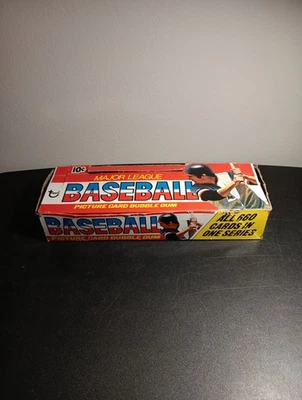 10¢
MAJOR LEAGUE
BASEBALL
PICTURE CARD BUBBLE GUM
BASEBALL
PICTURE CARD BUBBLE GUM
ALL 660
CARDS IN
ONE SERIES